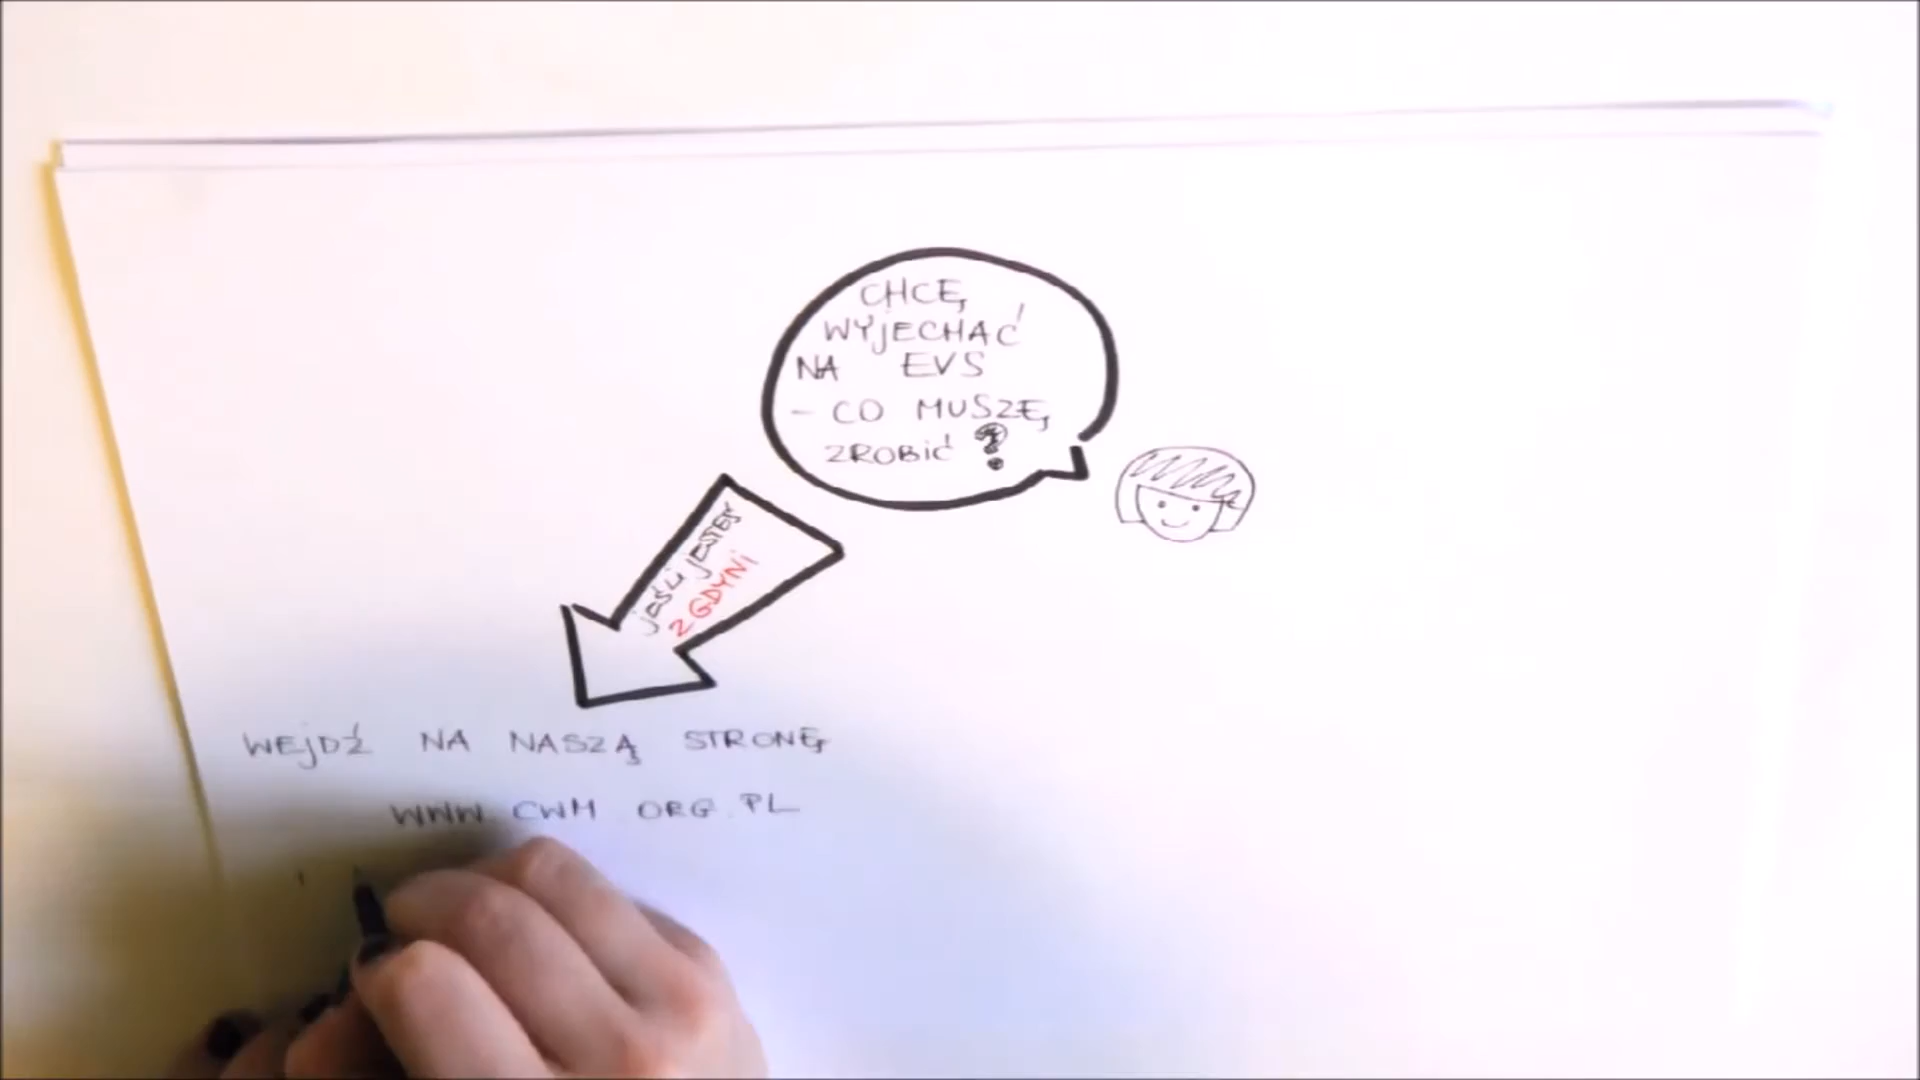 CHCĘ
WYJECHAĆ
NA EVS
- CO MUSZĘ
ZROBIĆ ?
JEŚLI JESTEŚ
Z GDYNI
WEJDŹ NA NASZĄ STRONĘ
WWW.CWM.ORG.PL